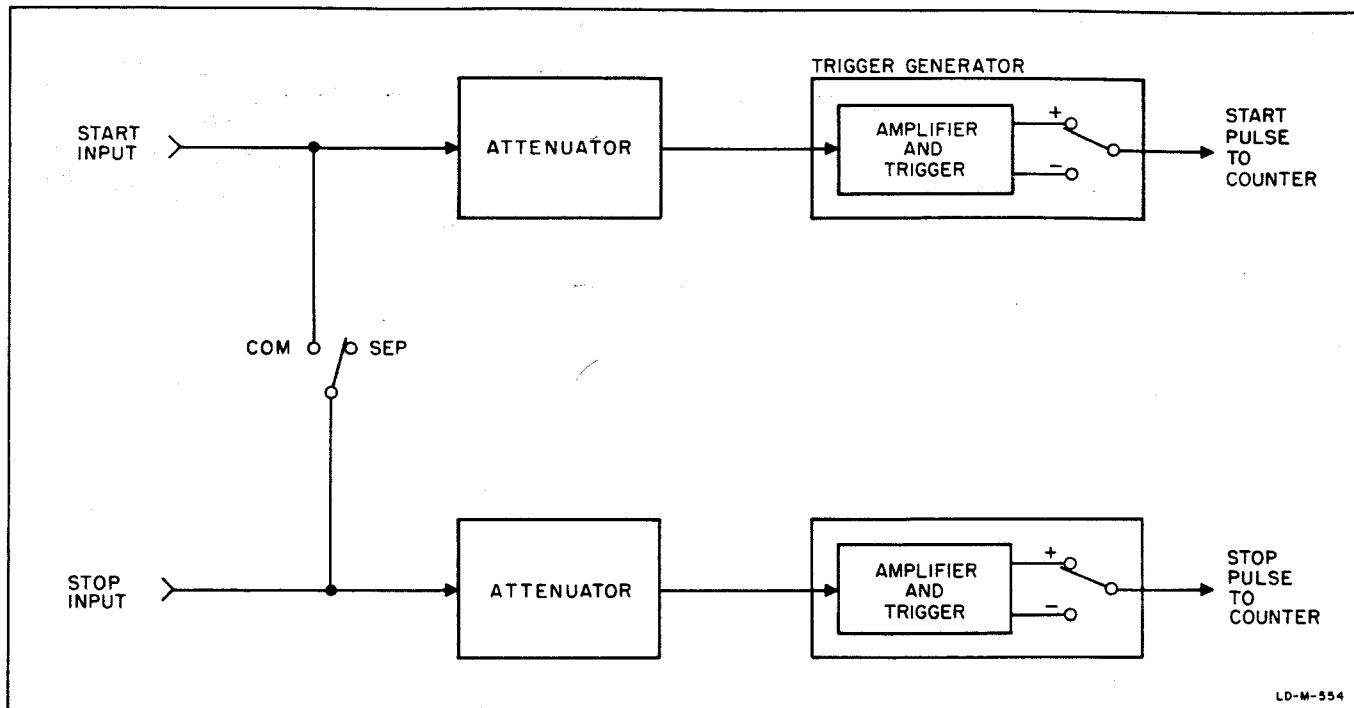 TRIGGER GENERATOR
START
INPUT
ATTENUATOR
AMPLIFIER
AND
TRIGGER
+
-
START
PULSE
TO
COUNTER
COM
SEP
STOP
INPUT
ATTENUATOR
AMPLIFIER
AND
TRIGGER
+
-
STOP
PULSE
TO
COUNTER
LD-M-554